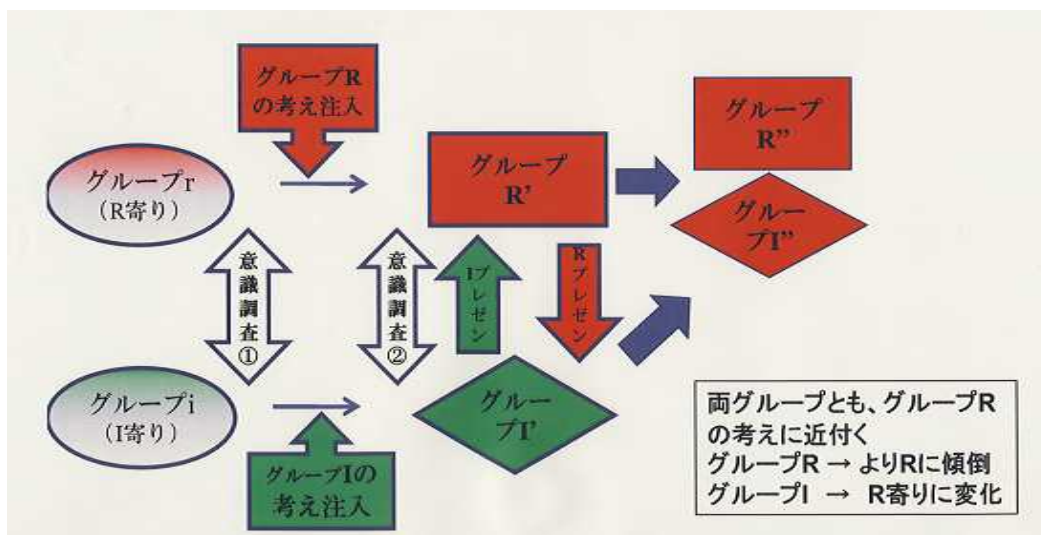 グループR
の考え注入
グループr
（R寄り）
グループ
R’
グループ
R”
グルー
プI”
意識調査①
意識調査②
Iプレゼン
Rプレゼン
グループi
（I寄り）
グルー
プI’
グループIの
考え注入
両グループとも、グループR
の考えに近付く
グループR → よりRに傾倒
グループI → R寄りに変化